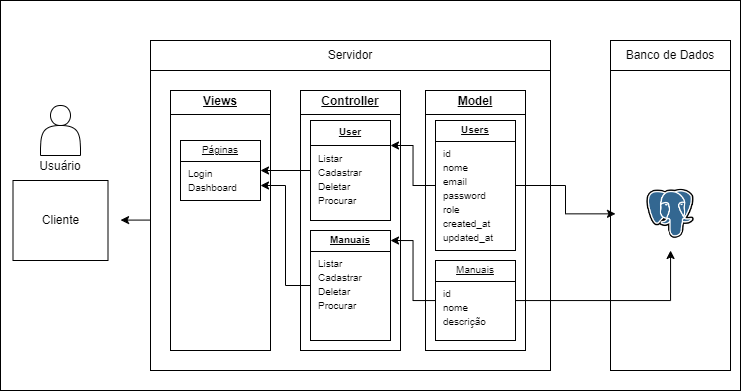 Servidor
Banco de Dados
Views
Controller
Model
Usuário
Cliente
Páginas
Login
Dashboard
User
Listar
Cadastrar
Deletar
Procurar
Manuais
Listar
Cadastrar
Deletar
Procurar
Users
id
nome
email
password
role
created_at
updated_at
Manuais
id
nome
descrição